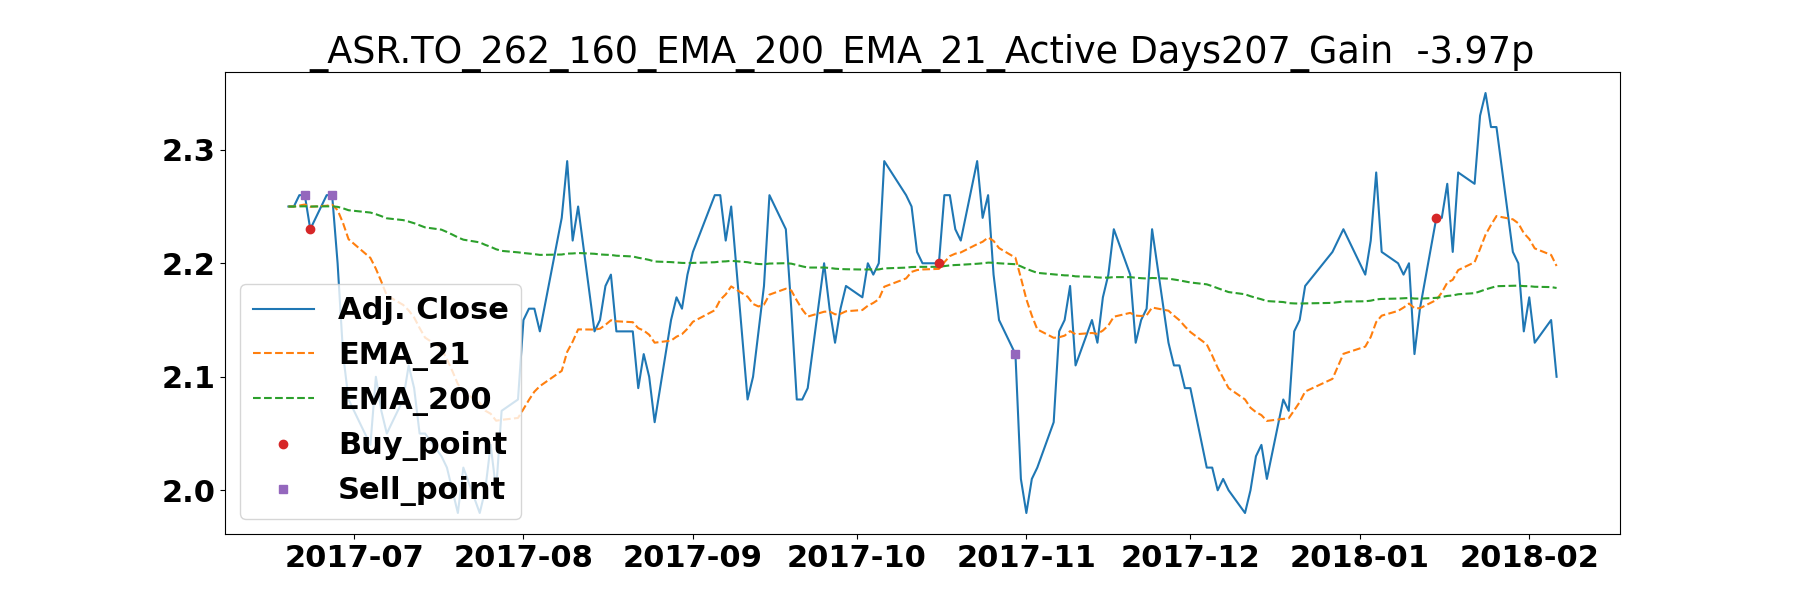 _ASR.TO_262_160_EMA_200_EMA_21_Active Days207_Gain  -3.97p
2.3
2.2
2.1
2.0
Adj. Close
EMA_21
EMA_200
Buy_point
Sell_point
2017-07 2017-08 2017-09 2017-10 2017-11 2017-12 2018-01 2018-02